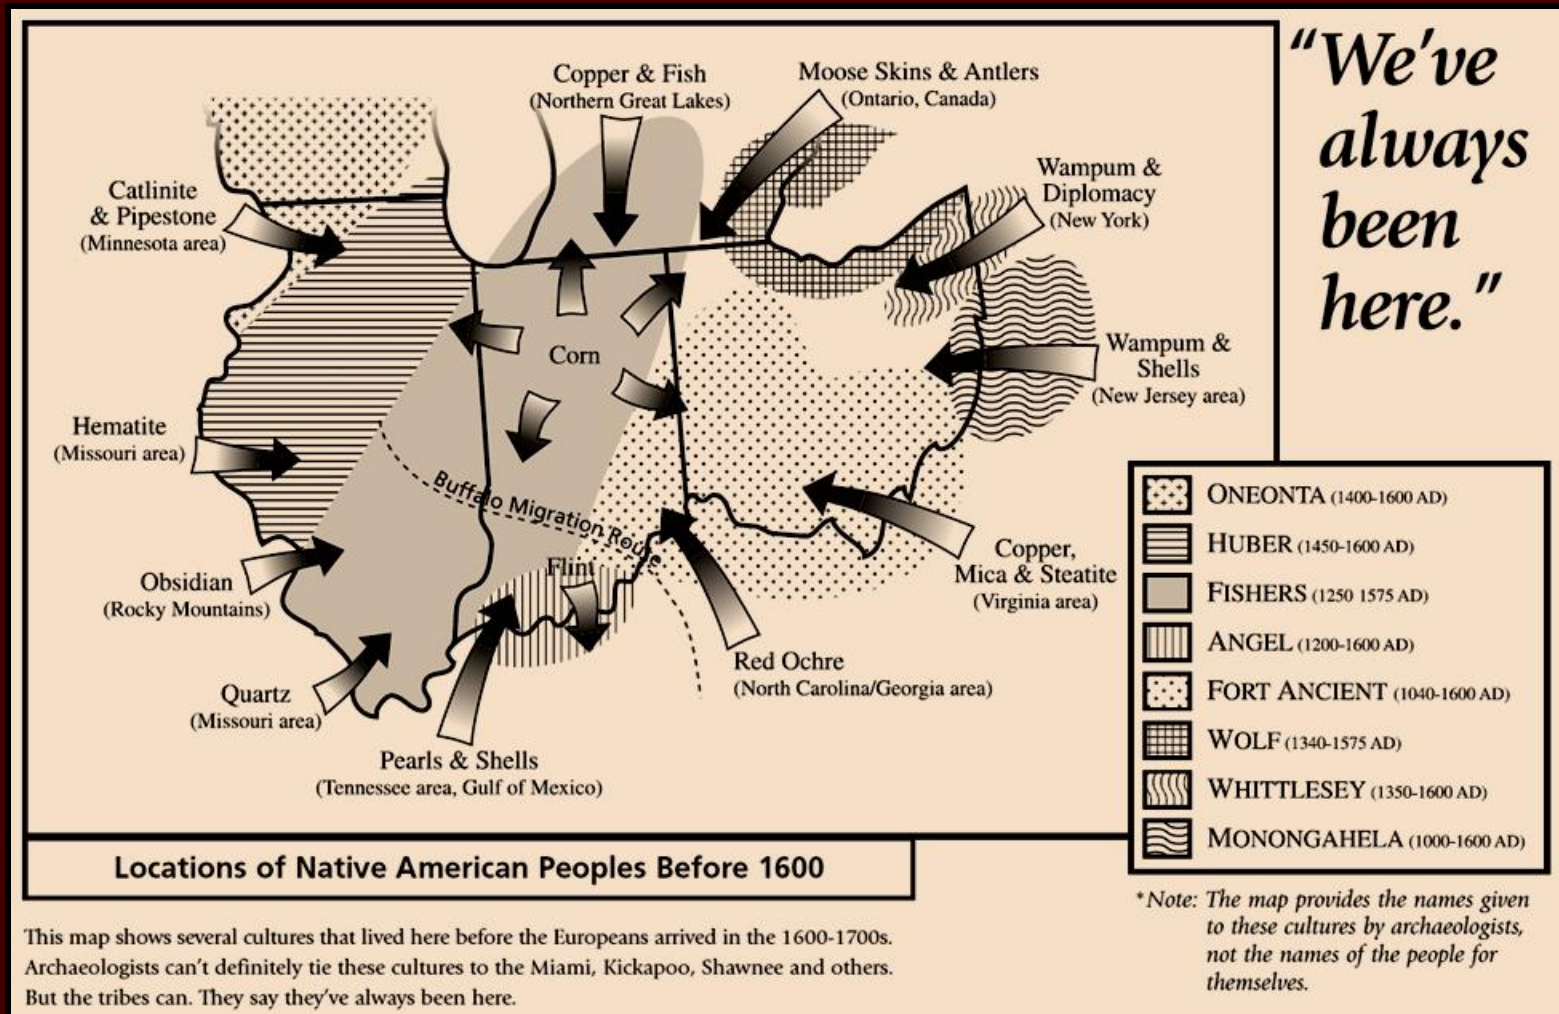 “We’ve
always
been
here.”
Copper & Fish
(Northern Great Lakes)
Moose Skins & Antlers
(Ontario, Canada)
Wampum &
Diplomacy
(New York)
Catlinite
& Pipestone
(Minnesota area)
Wampum &
Shells
(New Jersey area)
Corn
Hematite
(Missouri area)
Buffalo Migration Route
Flint
Obsidian
(Rocky Mountains)
Copper,
Mica & Steatite
(Virginia area)
Red Ochre
(North Carolina/Georgia area)
Quartz
(Missouri area)
Pearls & Shells
(Tennessee area, Gulf of Mexico)
ONEONTA (1400-1600 AD)
HUBER (1450-1600 AD)
FISHERS (1250 1575 AD)
ANGEL (1200-1600 AD)
FORT ANCIENT (1040-1600 AD)
WOLF (1340-1575 AD)
WHITTLESEY (1350-1600 AD)
MONONGAHELA (1000-1600 AD)
Locations of Native American Peoples Before 1600
This map shows several cultures that lived here before the Europeans arrived in the 1600-1700s.
Archaeologists can’t definitely tie these cultures to the Miami, Kickapoo, Shawnee and others.
But the tribes can. They say they’ve always been here.
*Note: The map provides the names given
to these cultures by archaeologists,
not the names of the people for
themselves.